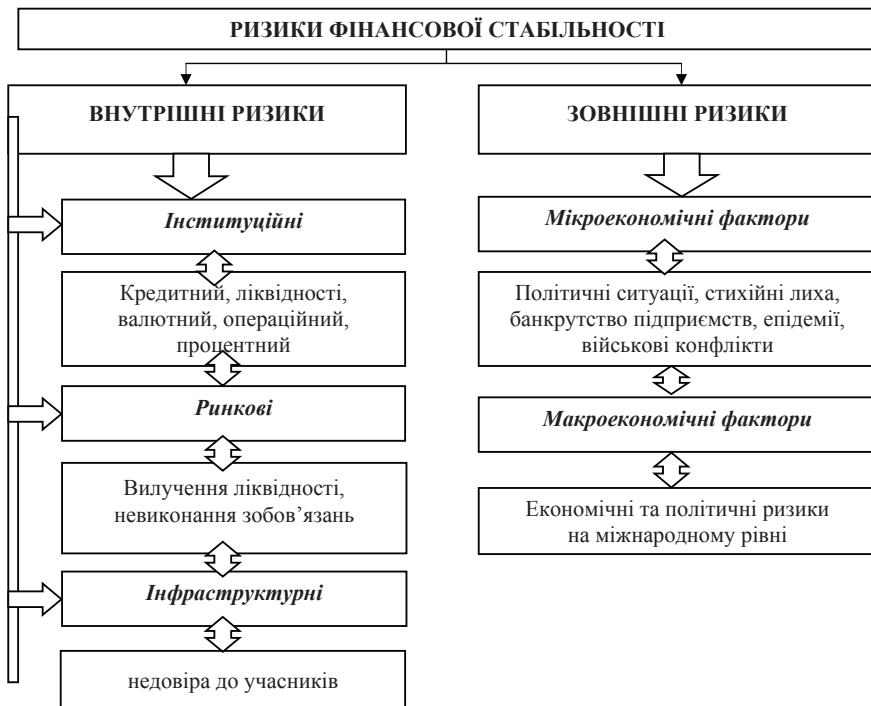 РИЗИКИ ФІНАНСОВОЇ СТАБІЛЬНОСТІ
ВНУТРІШНІ РИЗИКИ
Інституційні
Кредитний, ліквідності,
валютний, операційний,
процентний
Ринкові
Вилучення ліквідності,
невиконання зобов’язань
Інфраструктурні
недовіра до учасників
ЗОВНІШНІ РИЗИКИ
Мікроекономічні фактори
Політичні ситуації, стихійні лиха,
банкрутство підприємств, епідемії,
військові конфлікти
Макроекономічні фактори
Економічні та політичні ризики
на міжнародному рівні